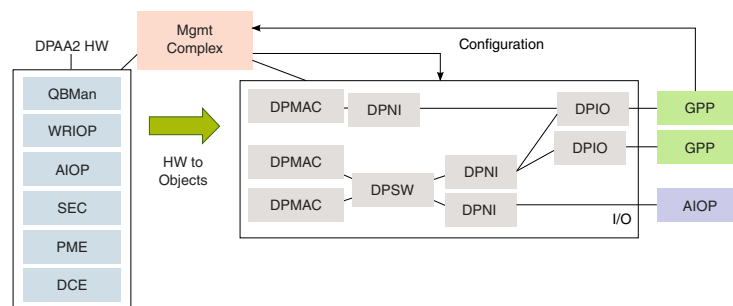 Mgmt
Complex
DPAA2 HW
Configuration
QBMan
WRIOP
AIOP
SEC
PME
DCE
HW to
Objects
DPMAC
DPNI
DPIO
GPP
DPIO
GPP
DPMAC
DPSW
DPNI
DPMAC
DPNI
AIOP
I/O